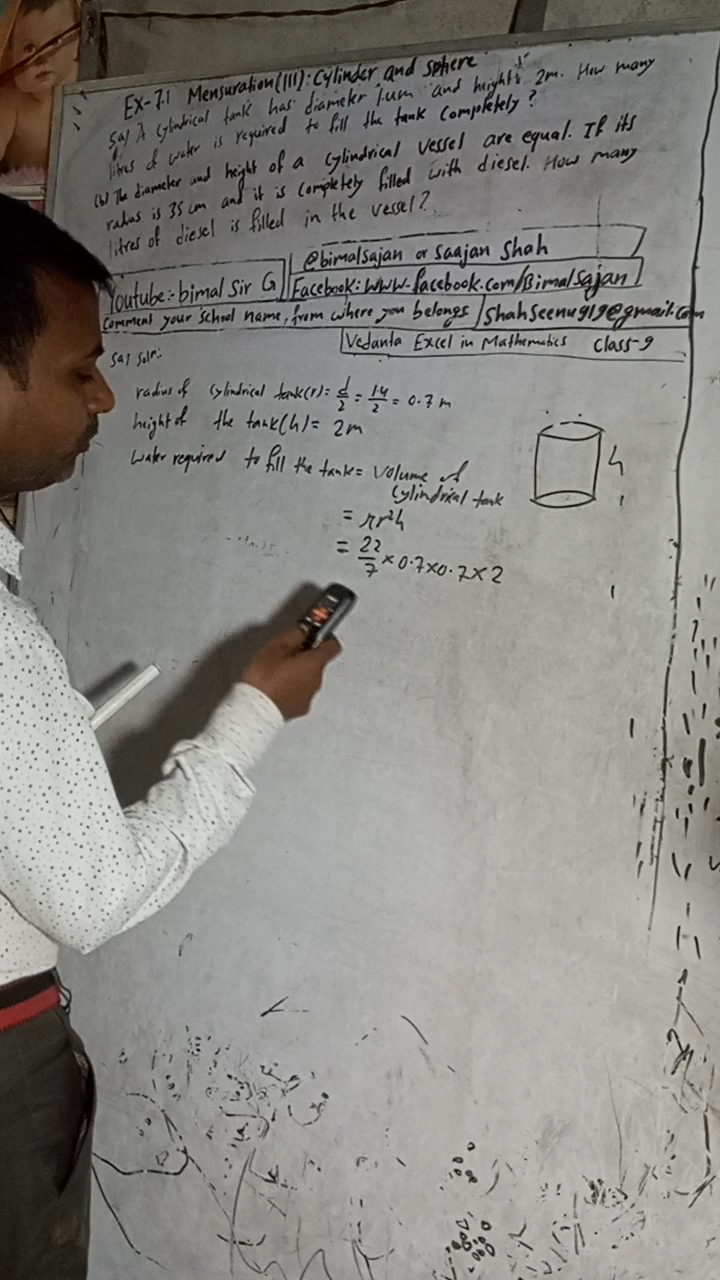 EX-7.1 Mensuration(III): Cylinder and sphere
5a) A cylindrical tank has diameter 1.4m and height is 2m. How many
litres of water is required to fill the tank completely?
(b) The diameter and height of a cylindrical vessel are equal. If its
radius is 35 cm and it is completely filled with diesel. How many
litres of diesel is filled in the vessel?
@bimalsajan or Saajan Shah
Youtube:- bimal Sir G
Facebook: www.facebook.com/Bimalsajan
Comment your school name, from where you belongs
Shahseenu919@gmail.com
Vedanta Excel in Mathematics Class-9
5a) Soln:
radius of cylindrical tank(r) = d/2 = 1.4/2 = 0.7 m
height of the tank(h) = 2m
Water required to fill the tank = Volume of
cylindrical tank
= πr²h
= 22/7 × 0.7 × 0.7 × 2
h